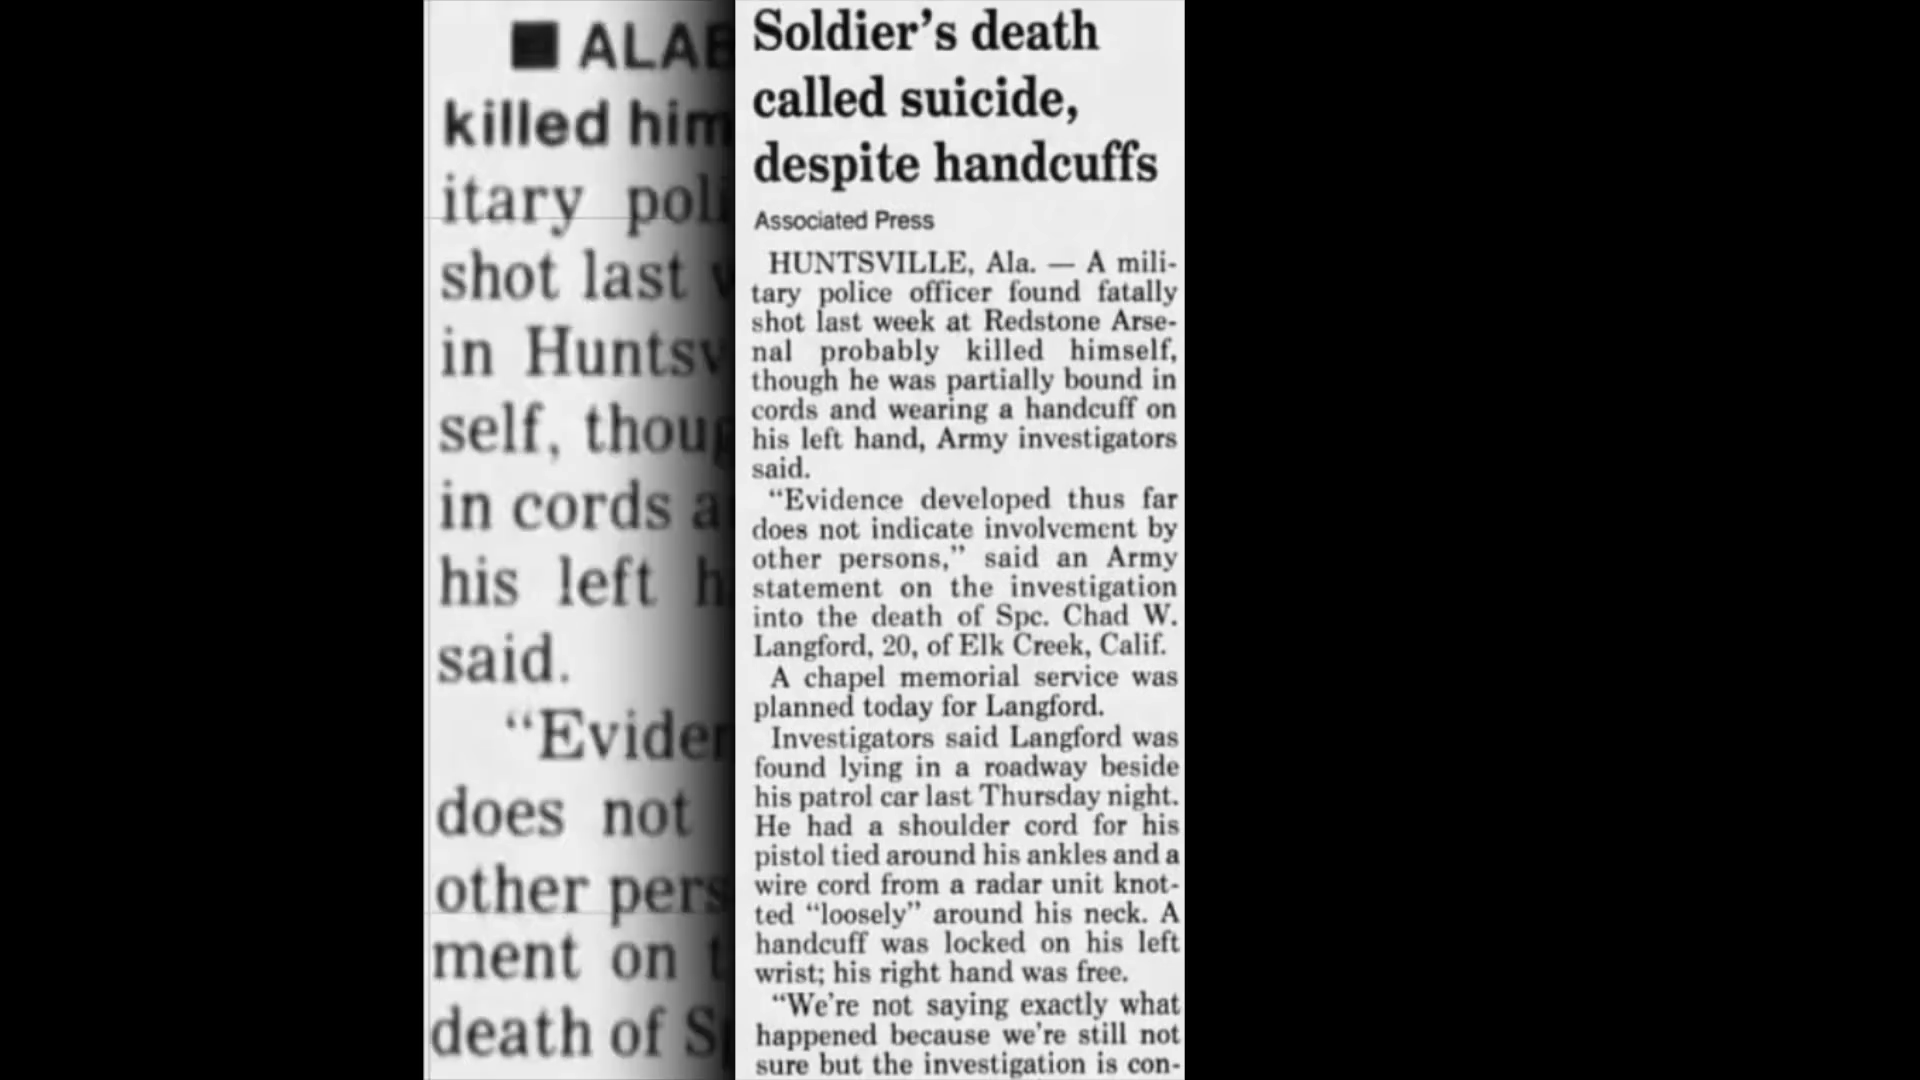 ■ ALAB
killed him
itary poli
shot last w
in Huntsv
self, thoug
in cords a
his left h
said.
“Eviden
does not
other pers
ment on t
death of Sp
Soldier’s death
called suicide,
despite handcuffs
Associated Press
HUNTSVILLE, Ala. — A mili-
tary police officer found fatally
shot last week at Redstone Arse-
nal probably killed himself,
though he was partially bound in
cords and wearing a handcuff on
his left hand, Army investigators
said.
“Evidence developed thus far
does not indicate involvement by
other persons,” said an Army
statement on the investigation
into the death of Spc. Chad W.
Langford, 20, of Elk Creek, Calif.
A chapel memorial service was
planned today for Langford.
Investigators said Langford was
found lying in a roadway beside
his patrol car last Thursday night.
He had a shoulder cord for his
pistol tied around his ankles and a
wire cord from a radar unit knot-
ted “loosely” around his neck. A
handcuff was locked on his left
wrist; his right hand was free.
“We’re not saying exactly what
happened because we’re still not
sure but the investigation is con-